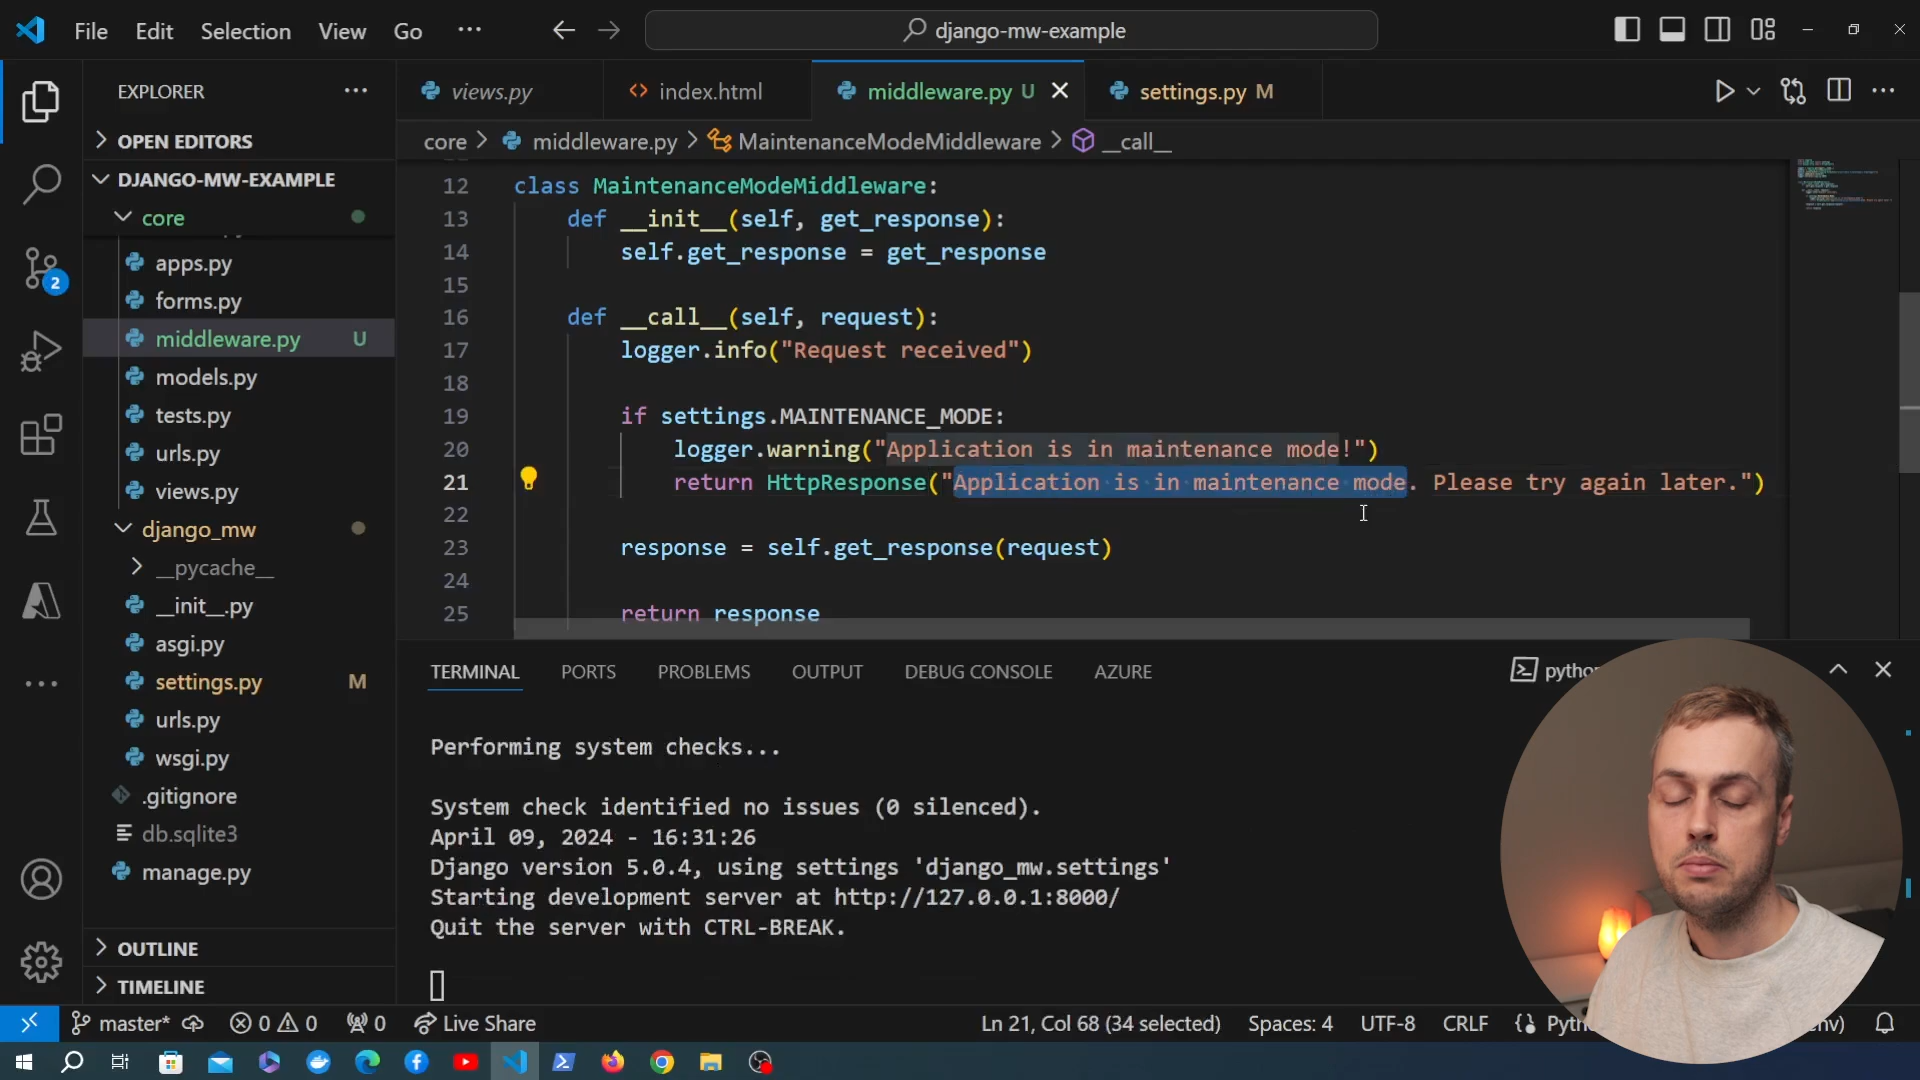 File Edit Selection View Go ··· django-mw-example
EXPLORER ···
OPEN EDITORS
DJANGO-MW-EXAMPLE
core
apps.py
forms.py
middleware.py U
models.py
tests.py
urls.py
views.py
django_mw
__pycache__
__init__.py
asgi.py
settings.py M
urls.py
wsgi.py
.gitignore
db.sqlite3
manage.py
OUTLINE
TIMELINE
2
views.py <> index.html middleware.py U settings.py M
core > middleware.py > MaintenanceModeMiddleware > __call__
12 class MaintenanceModeMiddleware:
13 def __init__(self, get_response):
14 self.get_response = get_response
15
16 def __call__(self, request):
17 logger.info("Request received")
18
19 if settings.MAINTENANCE_MODE:
20 logger.warning("Application is in maintenance mode!")
21 return HttpResponse("Application is in maintenance mode. Please try again later.")
22
23 response = self.get_response(request)
24
25 return response
TERMINAL PORTS PROBLEMS OUTPUT DEBUG CONSOLE AZURE
Performing system checks...
System check identified no issues (0 silenced).
April 09, 2024 - 16:31:26
Django version 5.0.4, using settings 'django_mw.settings'
Starting development server at http://127.0.0.1:8000/
Quit the server with CTRL-BREAK.
master* 0 0 0 Live Share Ln 21, Col 68 (34 selected) Spaces: 4 UTF-8 CRLF